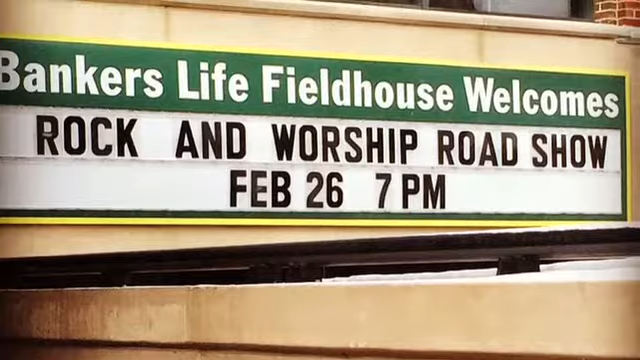 Bankers Life Fieldhouse Welcomes
ROCK AND WORSHIP ROAD SHOW
FEB 26 7 PM